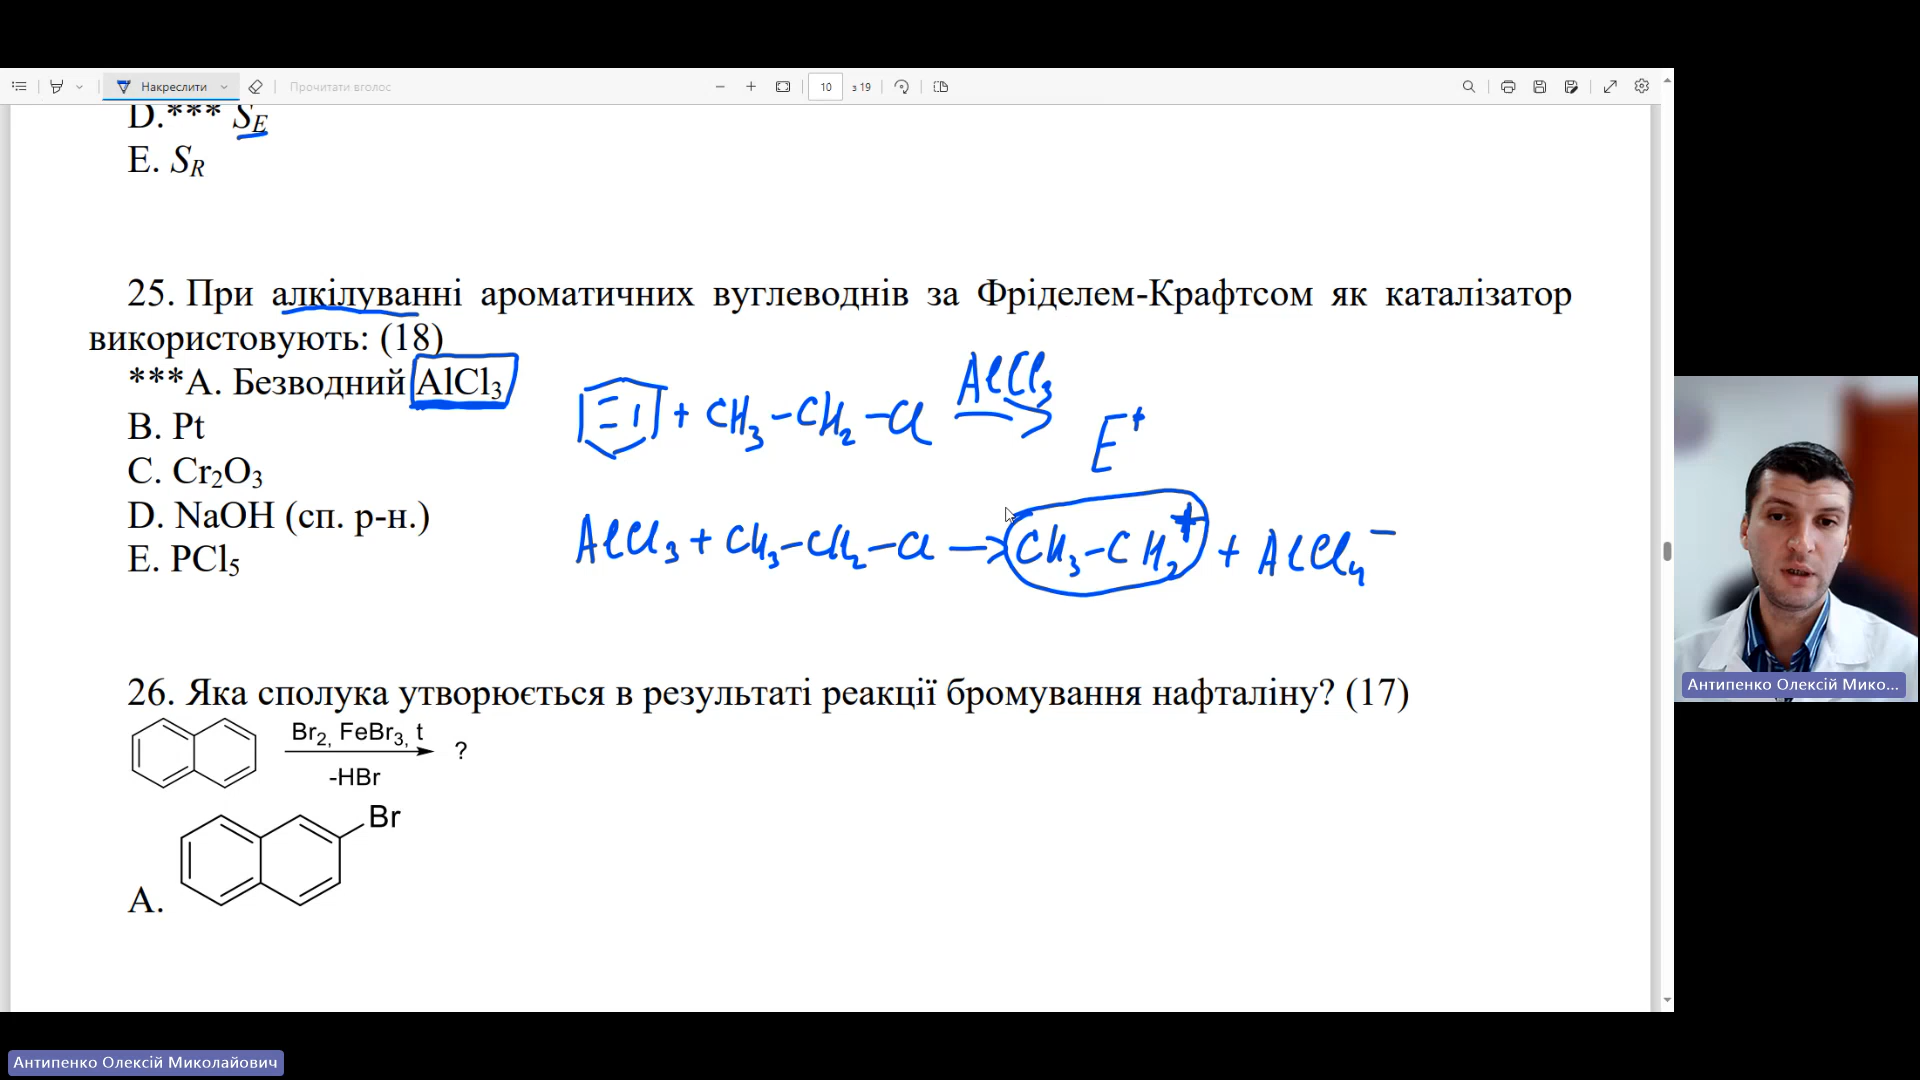 Накреслити
Прочитати вголос
10 з 19
D.*** S_E
E. S_R
25. При алкілуванні ароматичних вуглеводнів за Фріделем-Крафтсом як каталізатор
використовують: (18)
***A. Безводний AlCl₃
B. Pt
C. Cr₂O₃
D. NaOH (сп. р-н.)
E. PCl₅
+ CH₃-CH₂-Cl
AlCl₃
E⁺
AlCl₃ + CH₃-CH₂-Cl → CH₃-CH₂⁺ + AlCl₄⁻
26. Яка сполука утворюється в результаті реакції бромування нафталіну? (17)
Br₂, FeBr₃, t
?
-HBr
Br
A.
Антипенко Олексій Мико...
Антипенко Олексій Миколайович